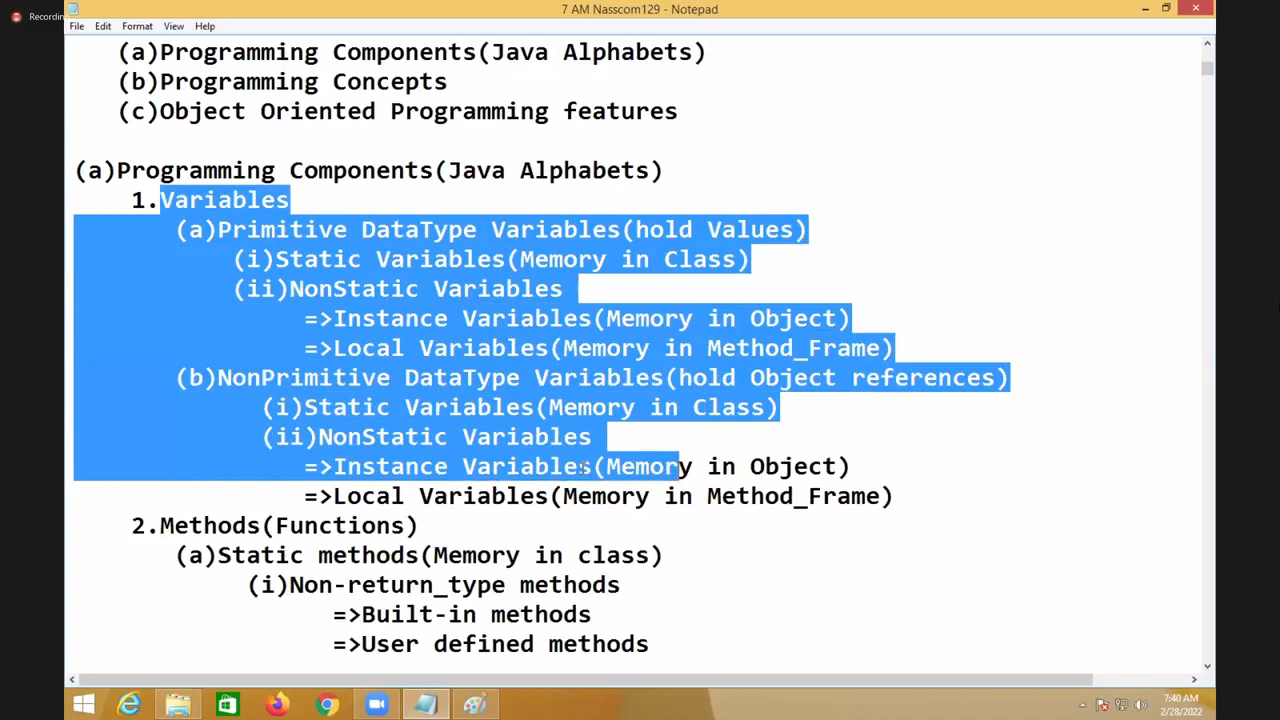 Recording
7 AM Nasscom129 - Notepad
File Edit Format View Help
(a)Programming Components(Java Alphabets)
(b)Programming Concepts
(c)Object Oriented Programming features
(a)Programming Components(Java Alphabets)
1.Variables
(a)Primitive DataType Variables(hold Values)
(i)Static Variables(Memory in Class)
(ii)NonStatic Variables
=>Instance Variables(Memory in Object)
=>Local Variables(Memory in Method_Frame)
(b)NonPrimitive DataType Variables(hold Object references)
(i)Static Variables(Memory in Class)
(ii)NonStatic Variables
=>Instance Variables(Memory in Object)
=>Local Variables(Memory in Method_Frame)
2.Methods(Functions)
(a)Static methods(Memory in class)
(i)Non-return_type methods
=>Built-in methods
=>User defined methods
7:40 AM
2/28/2022